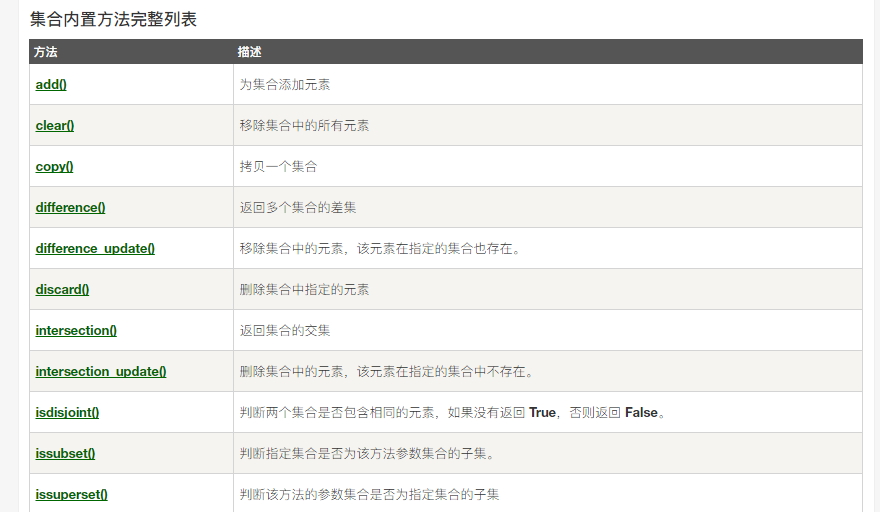 集合内置方法完整列表
方法 描述
add() 为集合添加元素
clear() 移除集合中的所有元素
copy() 拷贝一个集合
difference() 返回多个集合的差集
difference_update() 移除集合中的元素，该元素在指定的集合也存在。
discard() 删除集合中指定的元素
intersection() 返回集合的交集
intersection_update() 删除集合中的元素，该元素在指定的集合中不存在。
isdisjoint() 判断两个集合是否包含相同的元素，如果没有返回 True，否则返回 False。
issubset() 判断指定集合是否为该方法参数集合的子集。
issuperset() 判断该方法的参数集合是否为指定集合的子集